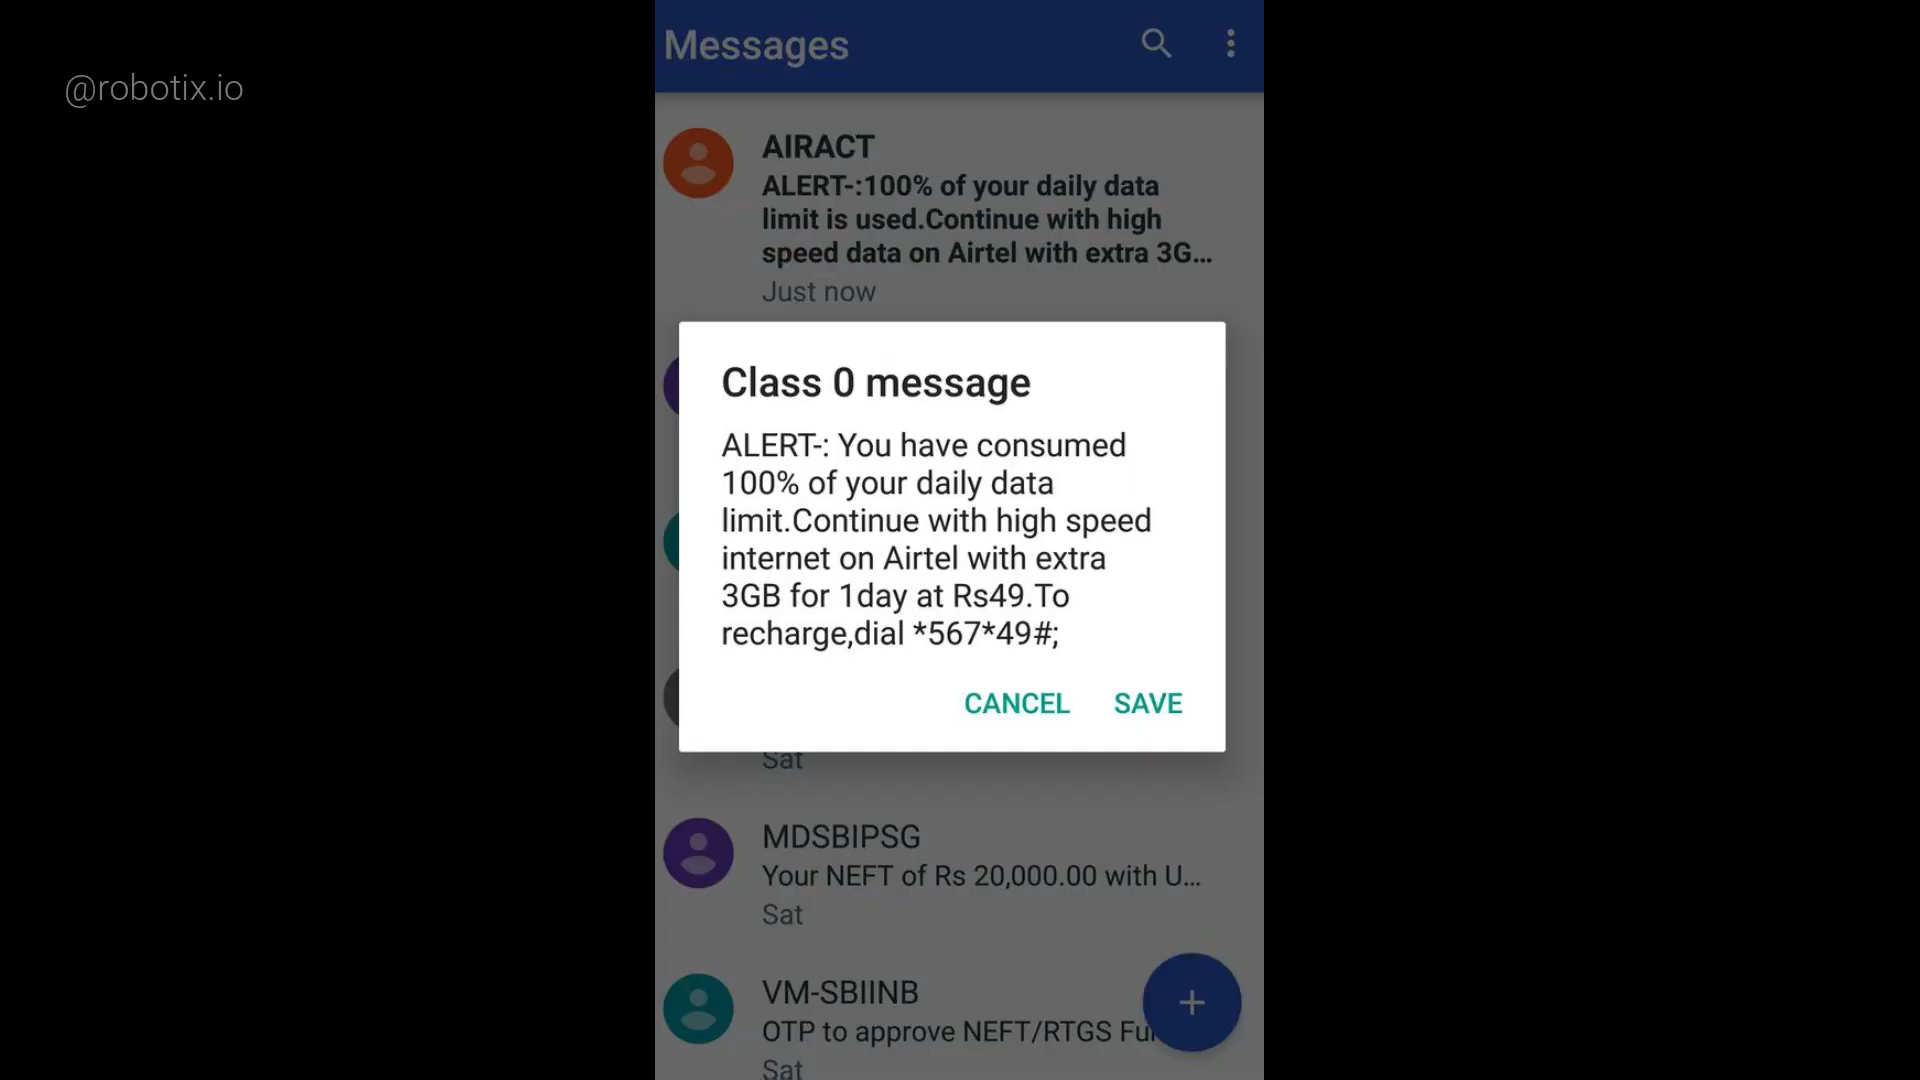 @robotix.io
Messages
AIRACT
ALERT-:100% of your daily data
limit is used.Continue with high
speed data on Airtel with extra 3G...
Just now
Class 0 message
ALERT-: You have consumed
100% of your daily data
limit.Continue with high speed
internet on Airtel with extra
3GB for 1day at Rs49.To
recharge,dial *567*49#;
CANCEL SAVE
Sat
MDSBIPSG
Your NEFT of Rs 20,000.00 with U...
Sat
VM-SBIINB
OTP to approve NEFT/RTGS
Sat